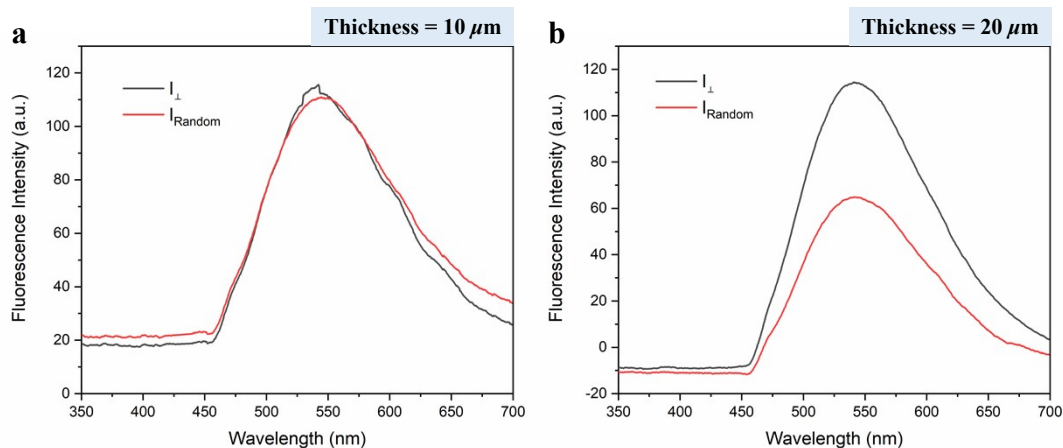 a
Thickness = 10 µm
I⊥
IRandom
Fluorescence Intensity (a.u.)
120
100
80
60
40
20
0
350 400 450 500 550 600 650 700
Wavelength (nm)
b
Thickness = 20 µm
I⊥
IRandom
Fluorescence Intensity (a.u.)
120
100
80
60
40
20
0
-20
350 400 450 500 550 600 650 700
Wavelength (nm)